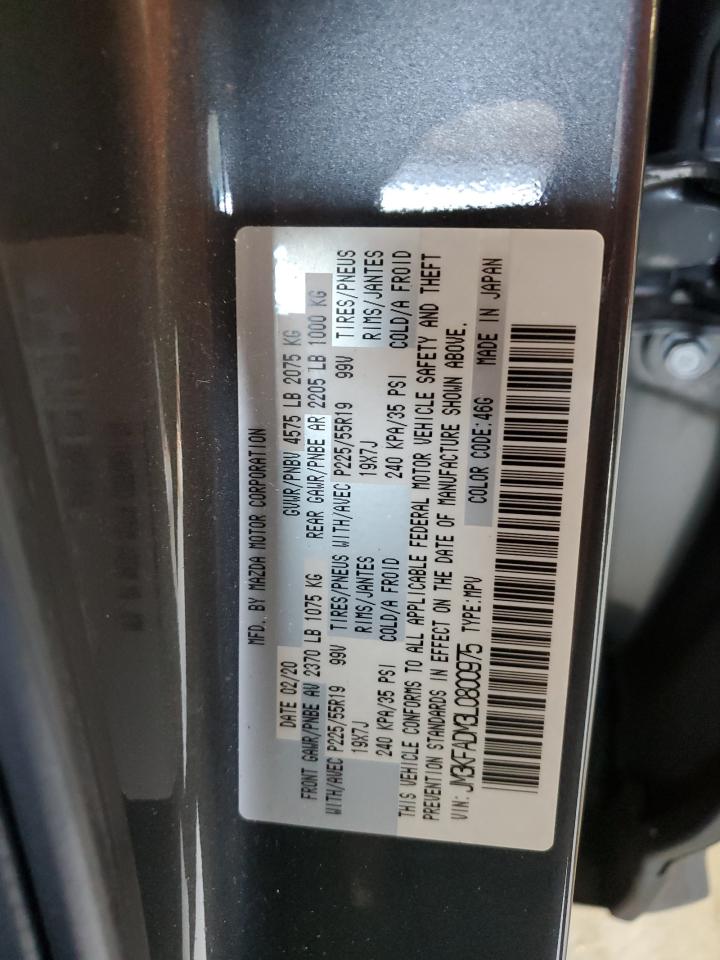 MFD. BY MAZDA MOTOR CORPORATION
DATE 02/20 GVWR/PNBV 4575 LB 2075 KG
FRONT GAWR/PNBE AV 2370 LB 1075 KG REAR GAWR/PNBE AR 2205 LB 1000 KG
WITH/AVEC P225/55R19 99V TIRES/PNEUS WITH/AVEC P225/55R19 99V TIRES/PNEUS
19X7J RIMS/JANTES 19X7J RIMS/JANTES
240 KPA/35 PSI COLD/A FROID 240 KPA/35 PSI COLD/A FROID
THIS VEHICLE CONFORMS TO ALL APPLICABLE FEDERAL MOTOR VEHICLE SAFETY AND THEFT
PREVENTION STANDARDS IN EFFECT ON THE DATE OF MANUFACTURE SHOWN ABOVE.
VIN: JM3KFADM3L0800975 TYPE:MPV COLOR CODE:46G MADE IN JAPAN